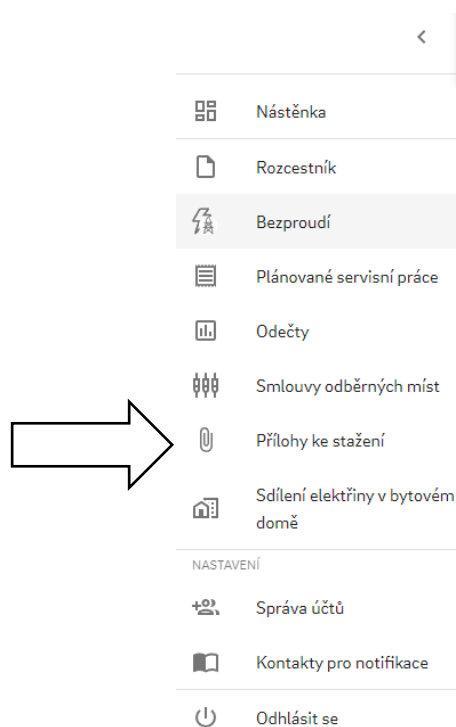 Nástěnka
Rozcestník
Bezproudí
Plánované servisní práce
Odečty
Smlouvy odběrných míst
Přílohy ke stažení
Sdílení elektřiny v bytovém
domě
NASTAVENÍ
Správa účtů
Kontakty pro notifikace
Odhlásit se